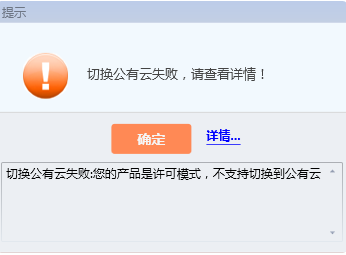 提示
切换公有云失败，请查看详情！
确定
详情...
切换公有云失败:您的产品是许可模式，不支持切换到公有云